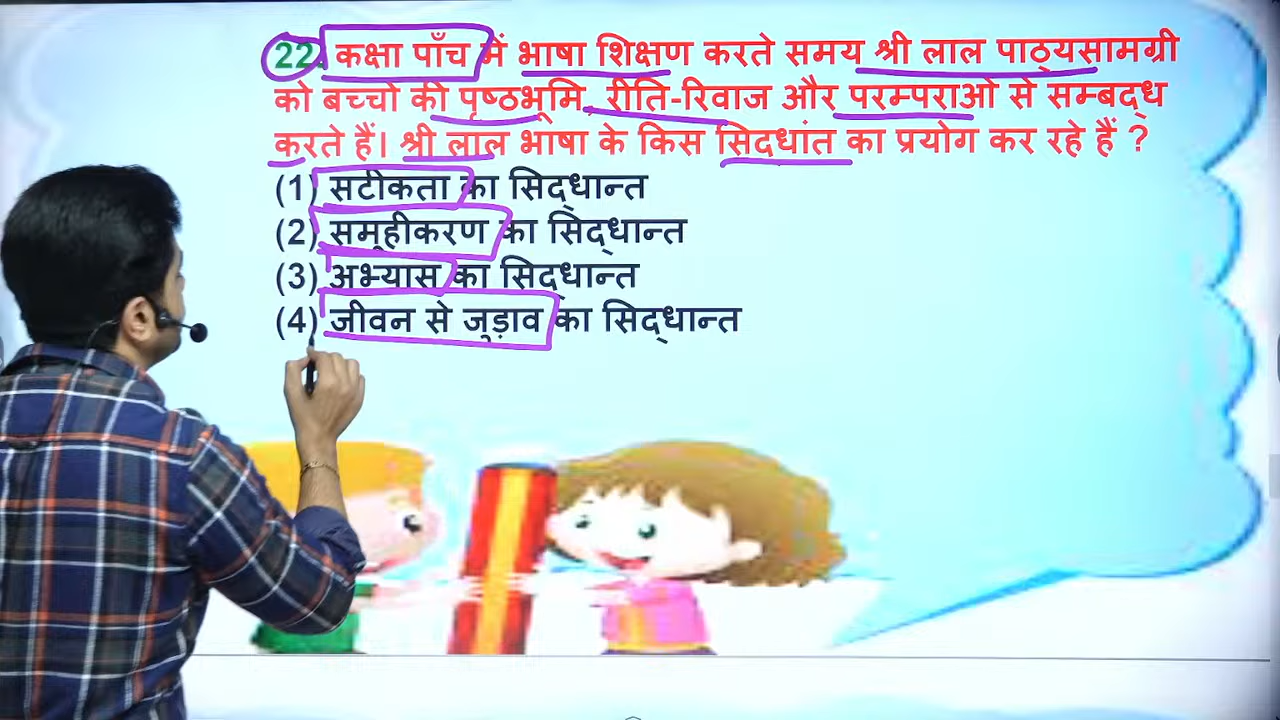 22. कक्षा पाँच में भाषा शिक्षण करते समय श्री लाल पाठ्यसामग्री
को बच्चो की पृष्ठभूमि, रीति-रिवाज और परम्पराओ से सम्बद्ध
करते हैं। श्री लाल भाषा के किस सिदधांत का प्रयोग कर रहे हैं ?
(1) सटीकता का सिद्धान्त
(2) समूहीकरण का सिद्धान्त
(3) अभ्यास का सिद्धान्त
(4) जीवन से जुड़ाव का सिद्धान्त